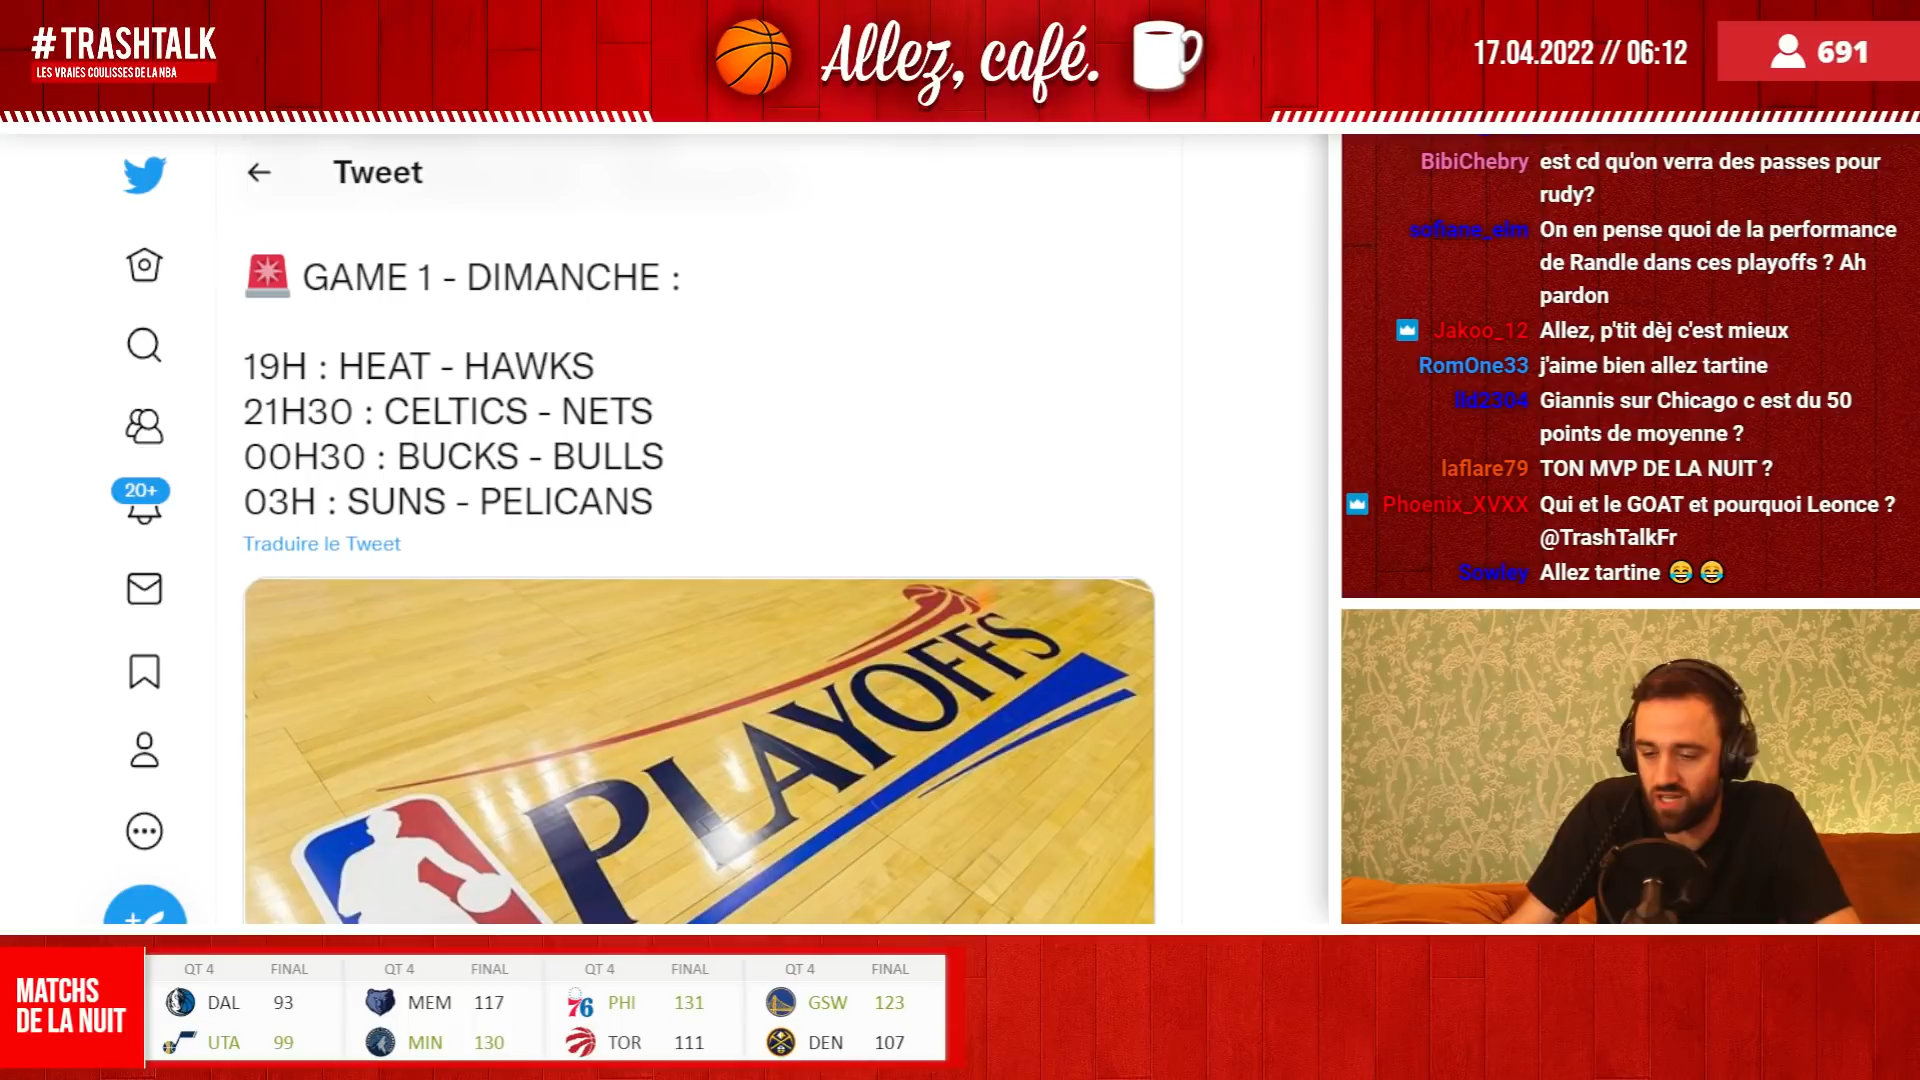 #TRASHTALK
LES VRAIES COULISSES DE LA NBA
Allez, café.
17.04.2022 // 06:12
691
Tweet
GAME 1 - DIMANCHE :
19H : HEAT - HAWKS
21H30 : CELTICS - NETS
00H30 : BUCKS - BULLS
03H : SUNS - PELICANS
Traduire le Tweet
20+
PLAYOFFS
BibiChebry est cd qu'on verra des passes pour
rudy?
sofiane_elm On en pense quoi de la performance
de Randle dans ces playoffs ? Ah
pardon
Jakoo_12 Allez, p'tit dèj c'est mieux
RomOne33 j'aime bien allez tartine
Giannis sur Chicago c est du 50
points de moyenne ?
laflare79 TON MVP DE LA NUIT ?
Phoenix_XVXX Qui et le GOAT et pourquoi Leonce ?
@TrashTalkFr
Sowley Allez tartine 😂 😂
MATCHS
DE LA NUIT
QT 4 FINAL
DAL 93
UTA 99
QT 4 FINAL
MEM 117
MIN 130
QT 4 FINAL
76 PHI 131
TOR 111
QT 4 FINAL
GSW 123
DEN 107